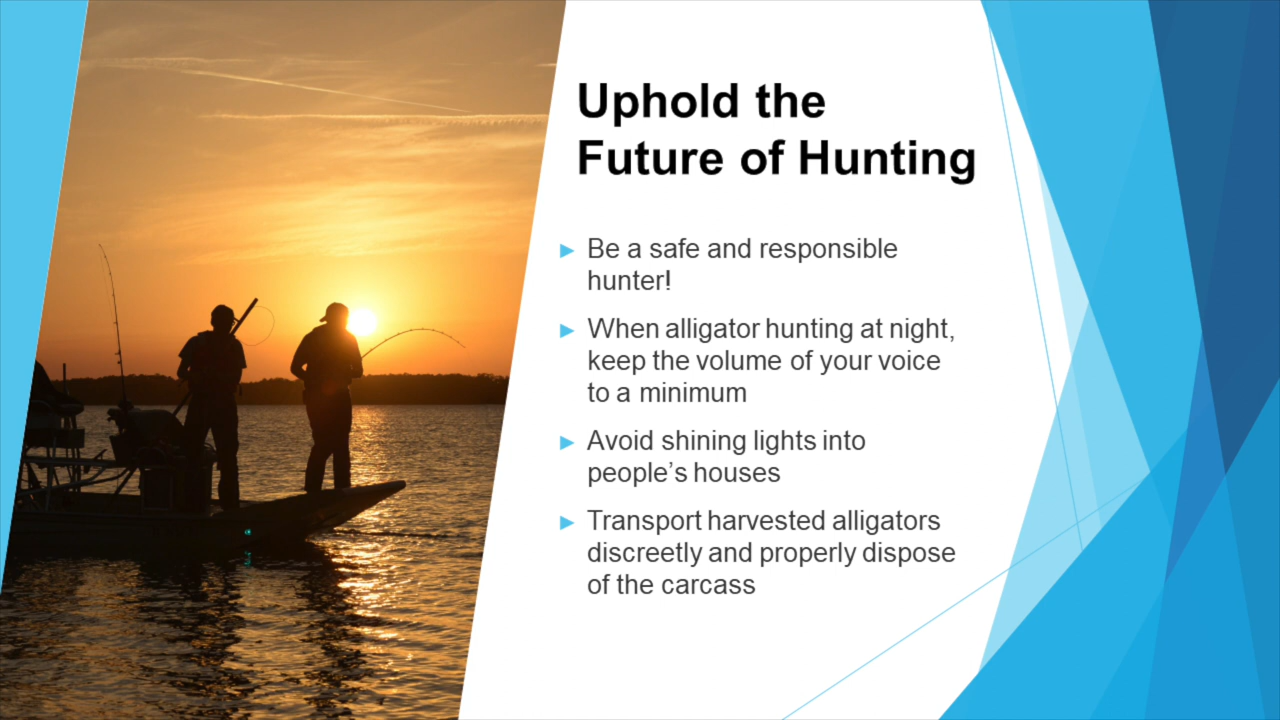 Uphold the
Future of Hunting
Be a safe and responsible
hunter!
When alligator hunting at night,
keep the volume of your voice
to a minimum
Avoid shining lights into
people’s houses
Transport harvested alligators
discreetly and properly dispose
of the carcass